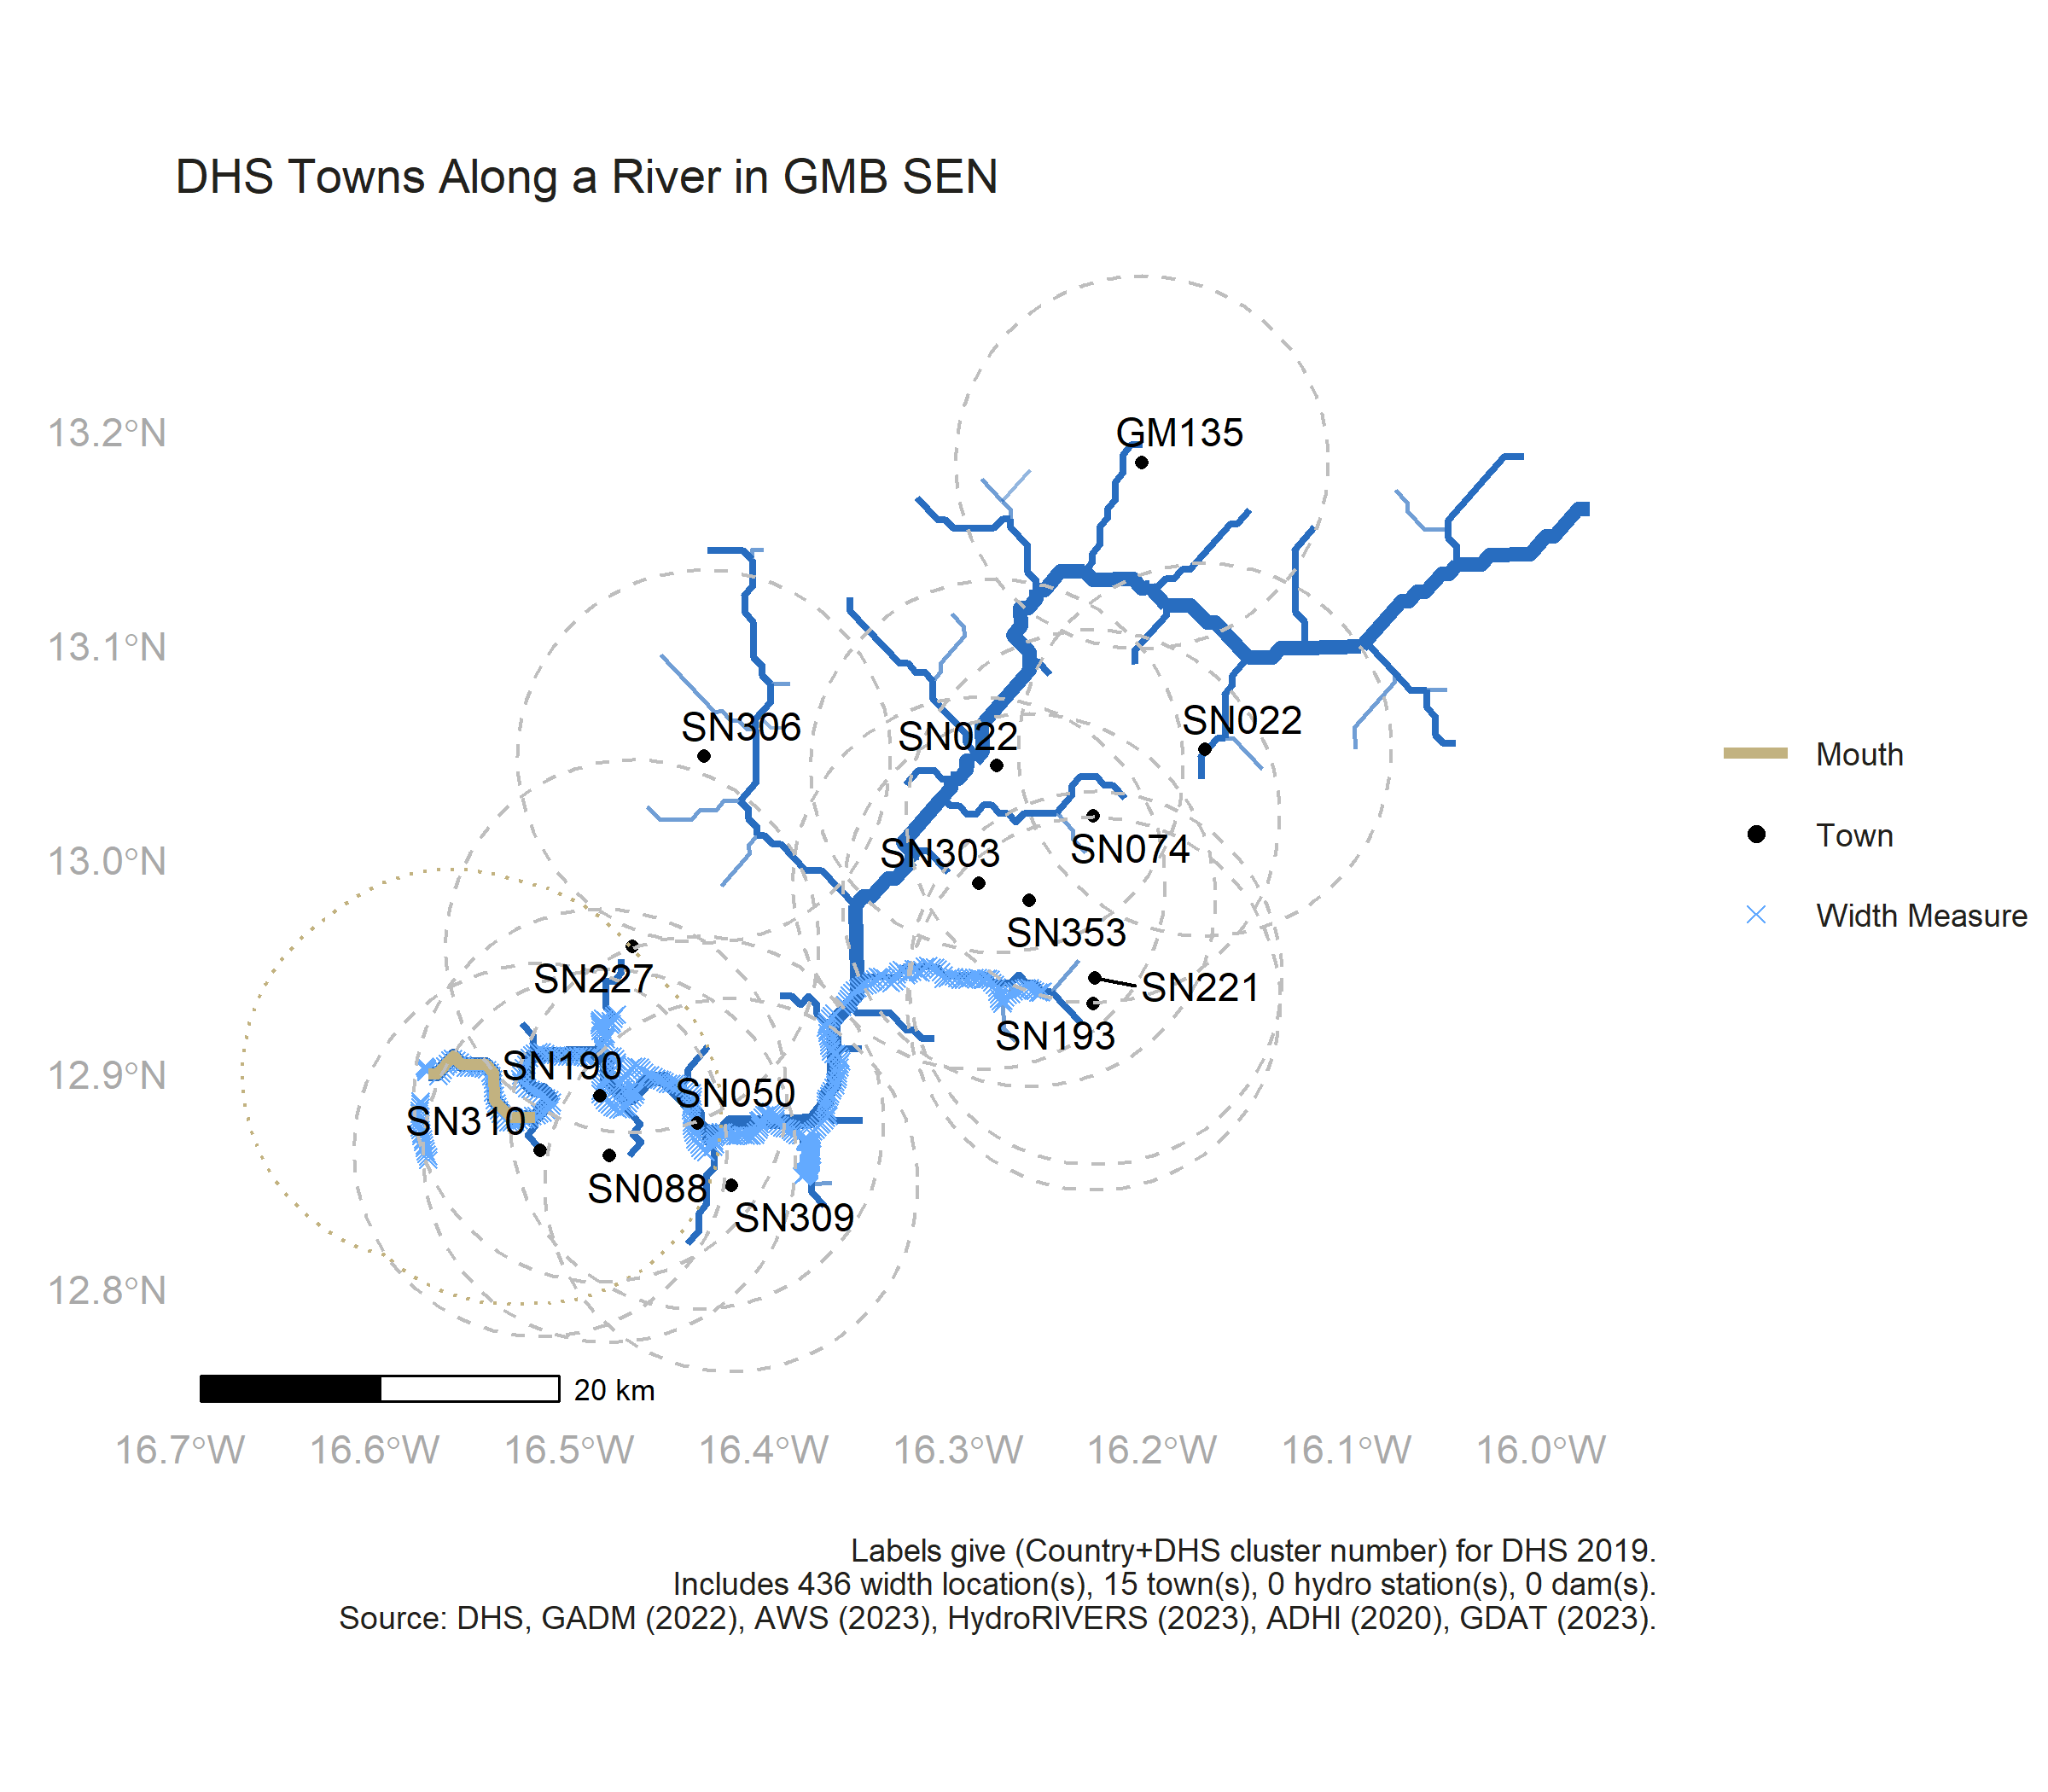 DHS Towns Along a River in GMB SEN
13.2°N
13.1°N
13.0°N
12.9°N
12.8°N
GM135
SN306
SN022
SN022
SN303
SN074
SN353
SN227
SN221
SN193
SN190
SN050
SN310
SN088
SN309
Mouth
Town
Width Measure
20 km
16.7°W
16.6°W
16.5°W
16.4°W
16.3°W
16.2°W
16.1°W
16.0°W
Labels give (Country+DHS cluster number) for DHS 2019.
Includes 436 width location(s), 15 town(s), 0 hydro station(s), 0 dam(s).
Source: DHS, GADM (2022), AWS (2023), HydroRIVERS (2023), ADHI (2020), GDAT (2023).